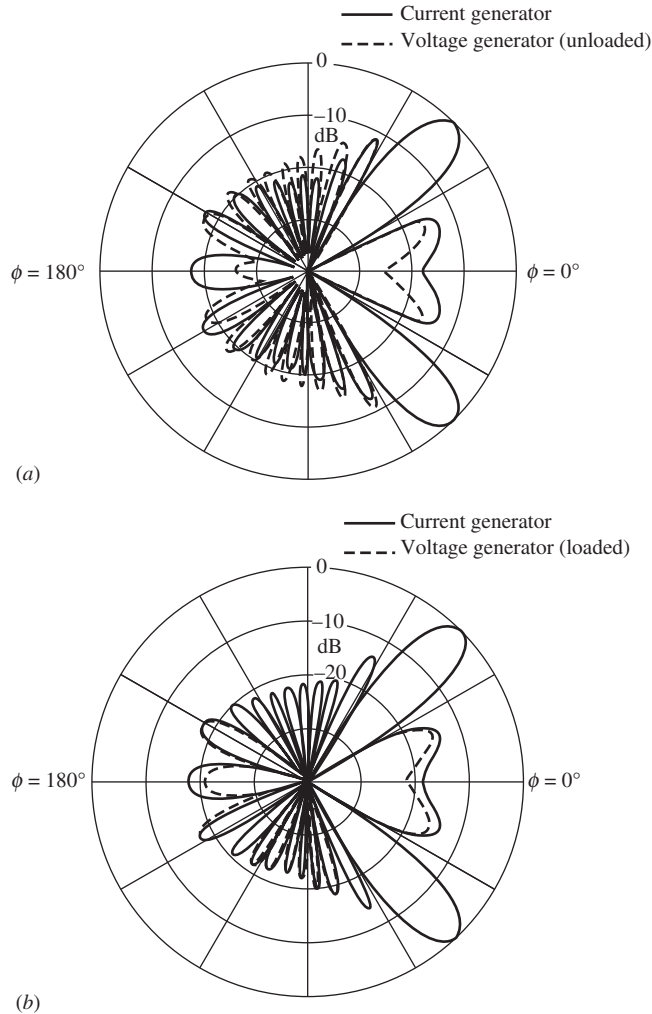 Current generator
Voltage generator (unloaded)
0
–10
dB
ϕ = 180°
ϕ = 0°
(a)
Current generator
Voltage generator (loaded)
0
–10
dB
–20
ϕ = 180°
ϕ = 0°
(b)